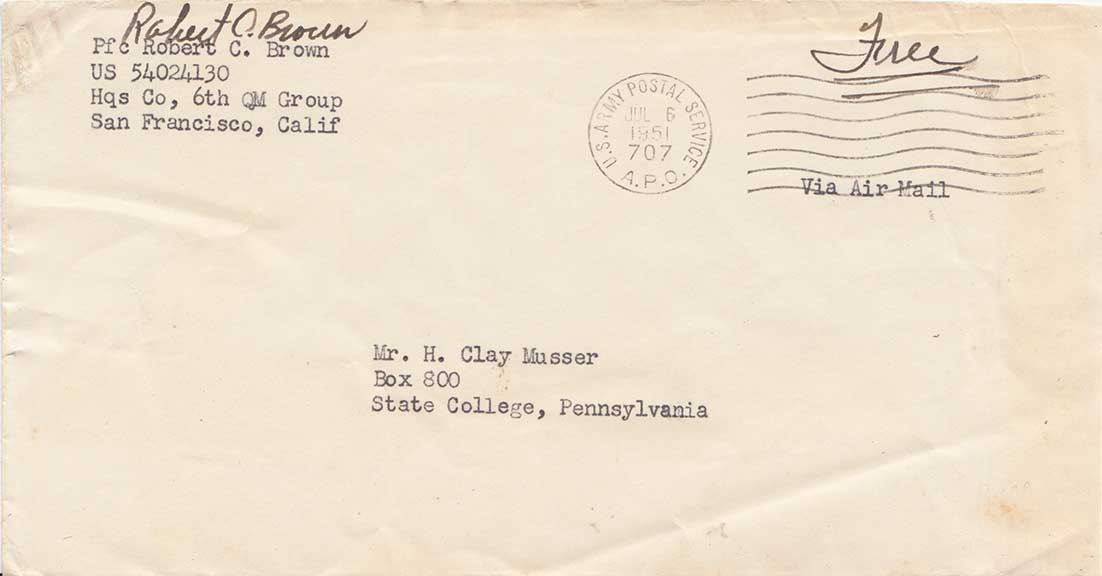 Robert C. Brown
Pfc Robert C. Brown
US 54024130
Hqs Co, 6th QM Group
San Francisco, Calif
U.S. ARMY POSTAL SERVICE
JUL 6
1951
707
A.P.O.
Free
Via Air Mail
Mr. H. Clay Musser
Box 800
State College, Pennsylvania